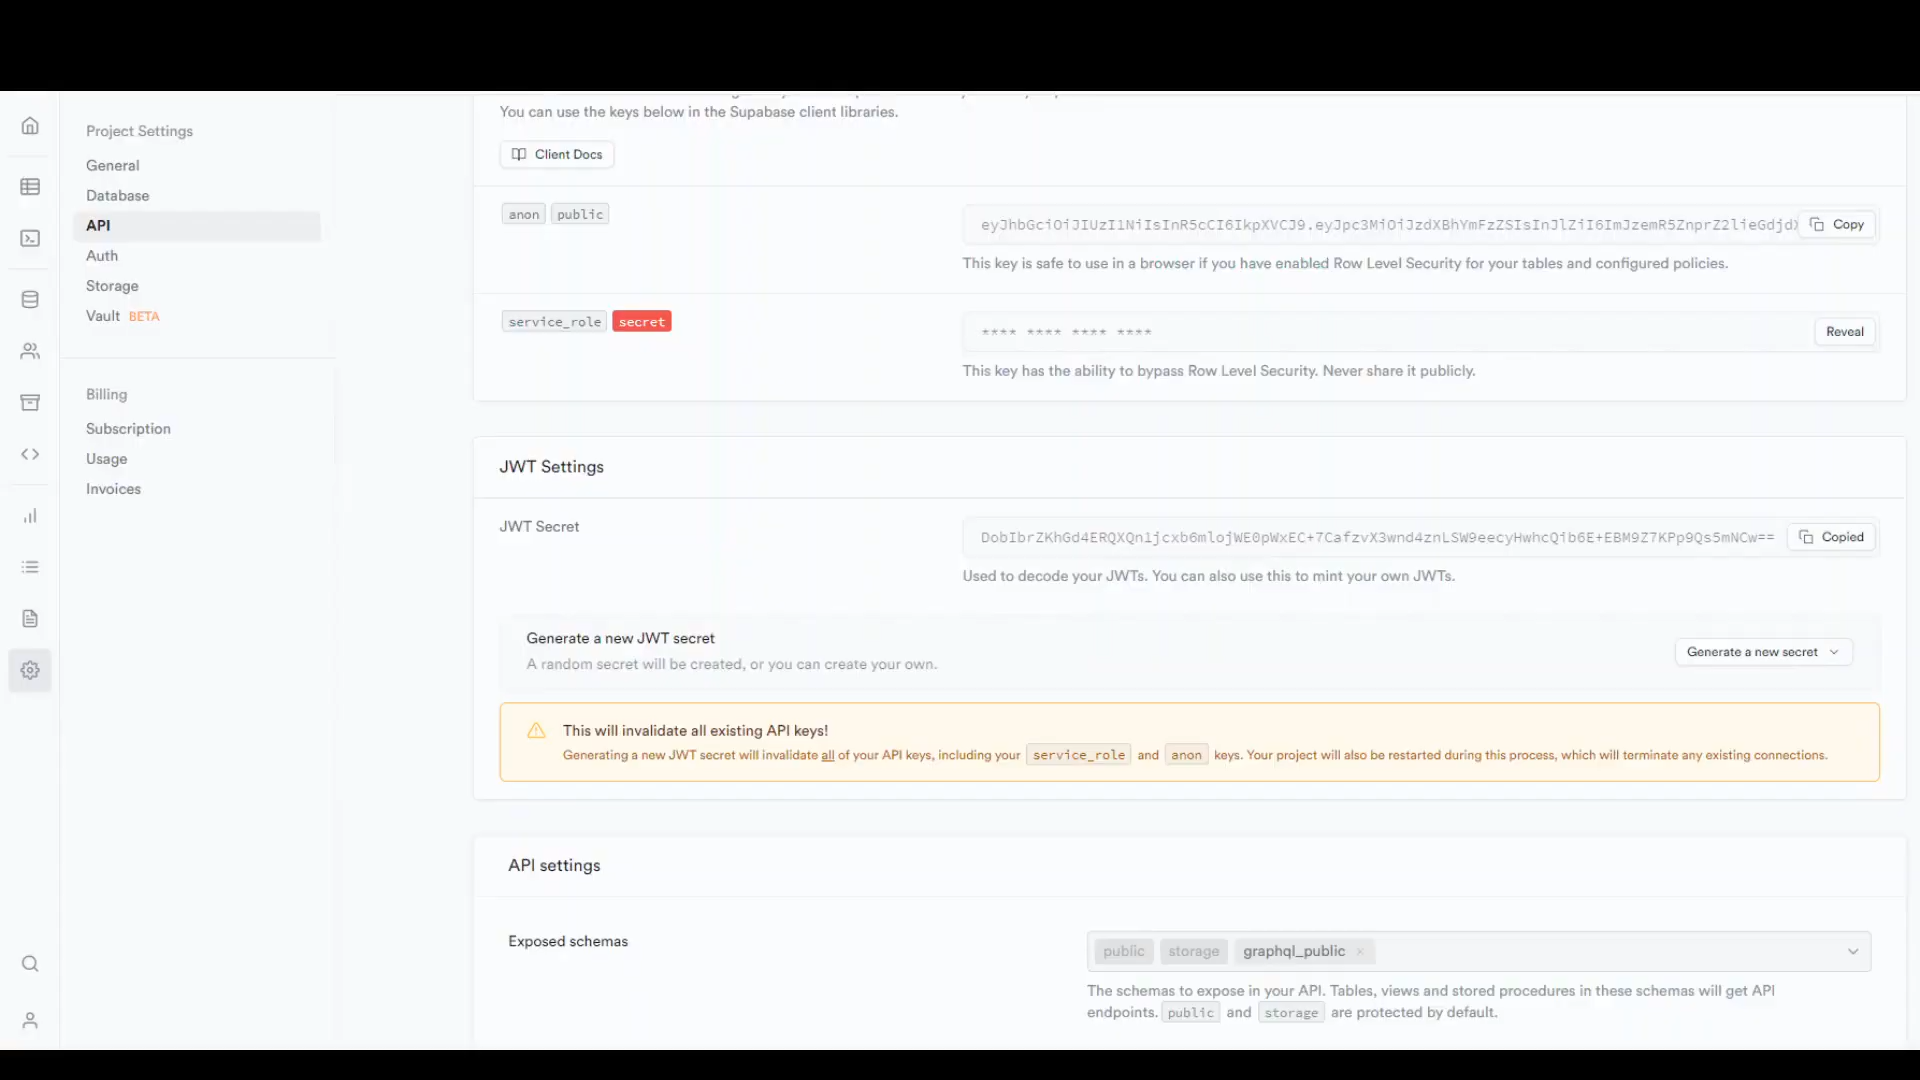 You can use the keys below in the Supabase client libraries.
Client Docs
Project Settings
General
Database
API
Auth
Storage
Vault BETA
Billing
Subscription
Usage
Invoices
anon public
Copy
This key is safe to use in a browser if you have enabled Row Level Security for your tables and configured policies.
service_role secret
**** **** **** **** Reveal
This key has the ability to bypass Row Level Security. Never share it publicly.
JWT Settings
JWT Secret
Copied
Used to decode your JWTs. You can also use this to mint your own JWTs.
Generate a new JWT secret
A random secret will be created, or you can create your own.
Generate a new secret
This will invalidate all existing API keys!
Generating a new JWT secret will invalidate all of your API keys, including your service_role and anon keys. Your project will also be restarted during this process, which will terminate any existing connections.
API settings
Exposed schemas
public storage graphql_public ×
The schemas to expose in your API. Tables, views and stored procedures in these schemas will get API
endpoints. public and storage are protected by default.